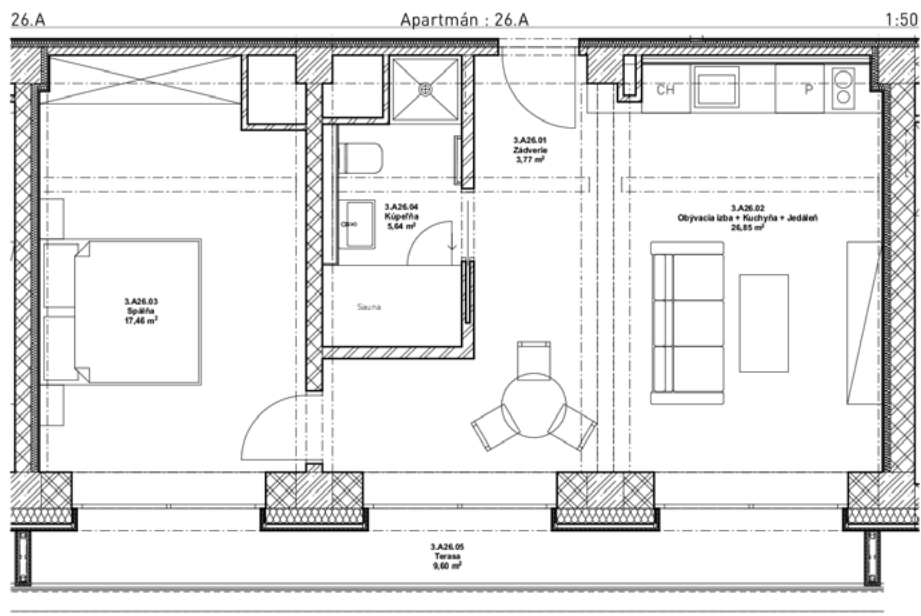 26.A
Apartmán : 26.A
1:50
CH
P
3.A26.01
Zádverie
3,77 m²
3.A26.04
Kúpeľňa
5,64 m²
3.A26.02
Obývacia izba + Kuchyňa + Jedáleň
26,85 m²
3.A26.03
Spálňa
17,46 m²
Sauna
3.A26.05
Terasa
9,60 m²